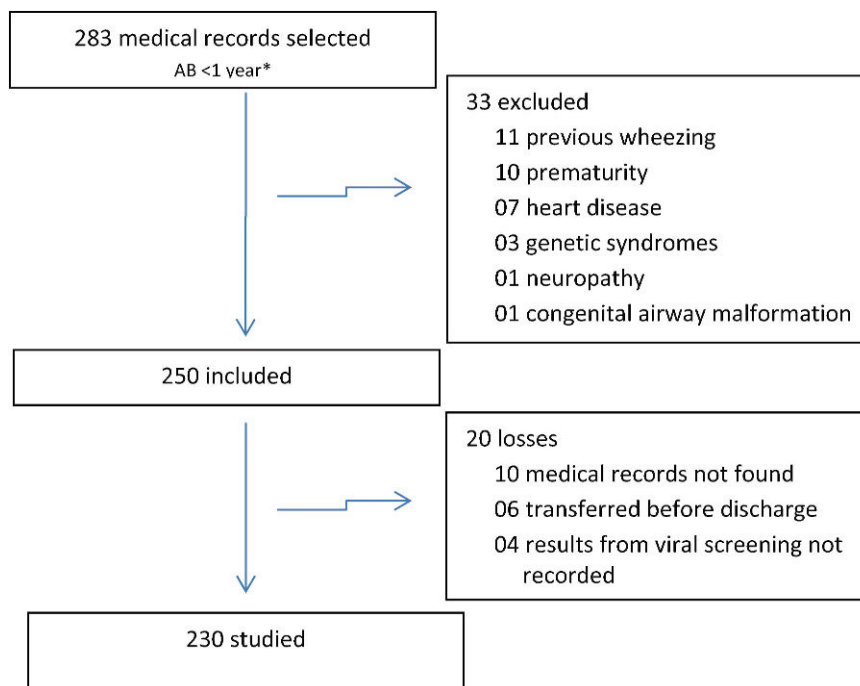 283 medical records selected
AB <1 year*
33 excluded
11 previous wheezing
10 prematurity
07 heart disease
03 genetic syndromes
01 neuropathy
01 congenital airway malformation
250 included
20 losses
10 medical records not found
06 transferred before discharge
04 results from viral screening not
recorded
230 studied